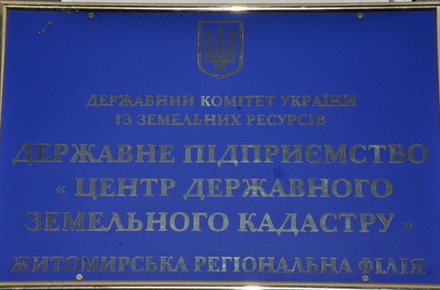 ДЕРЖАВНИЙ КОМІТЕТ УКРАЇНИ
ІЗ ЗЕМЕЛЬНИХ РЕСУРСІВ
ДЕРЖАВНЕ ПІДПРИЄМСТВО
« ЦЕНТР ДЕРЖАВНОГО
ЗЕМЕЛЬНОГО КАДАСТРУ »
ЖИТОМИРСЬКА РЕГІОНАЛЬНА ФІЛІЯ